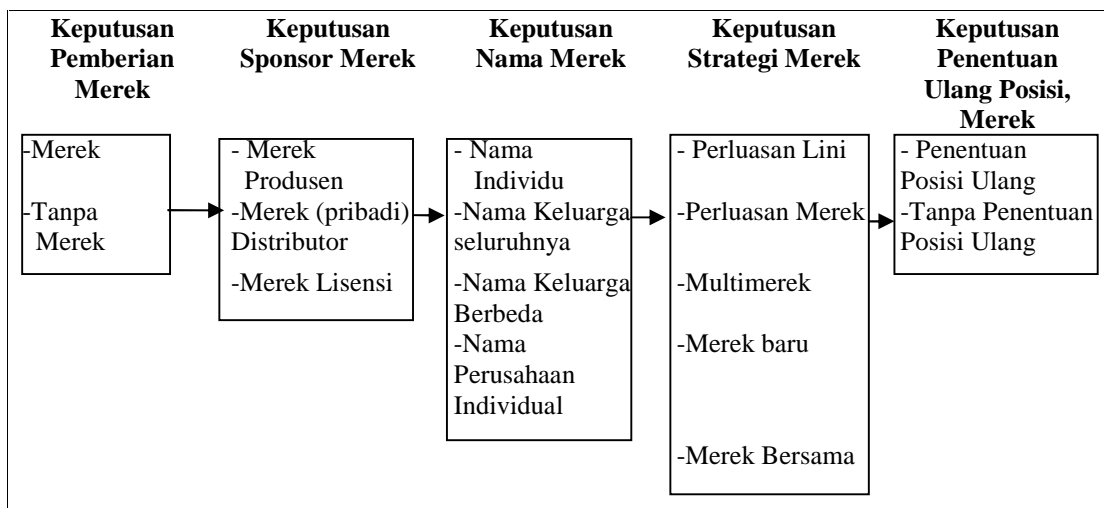 Keputusan
Pemberian
Merek
Keputusan
Sponsor Merek
Keputusan
Nama Merek
Keputusan
Strategi Merek
Keputusan
Penentuan
Ulang Posisi,
Merek
-Merek
-Tanpa
Merek
- Merek
Produsen
-Merek (pribadi)
Distributor
-Merek Lisensi
- Nama
Individu
-Nama Keluarga
seluruhnya
-Nama Keluarga
Berbeda
-Nama
Perusahaan
Individual
- Perluasan Lini
-Perluasan Merek
-Multimerek
-Merek baru
-Merek Bersama
- Penentuan
Posisi Ulang
-Tanpa Penentuan
Posisi Ulang